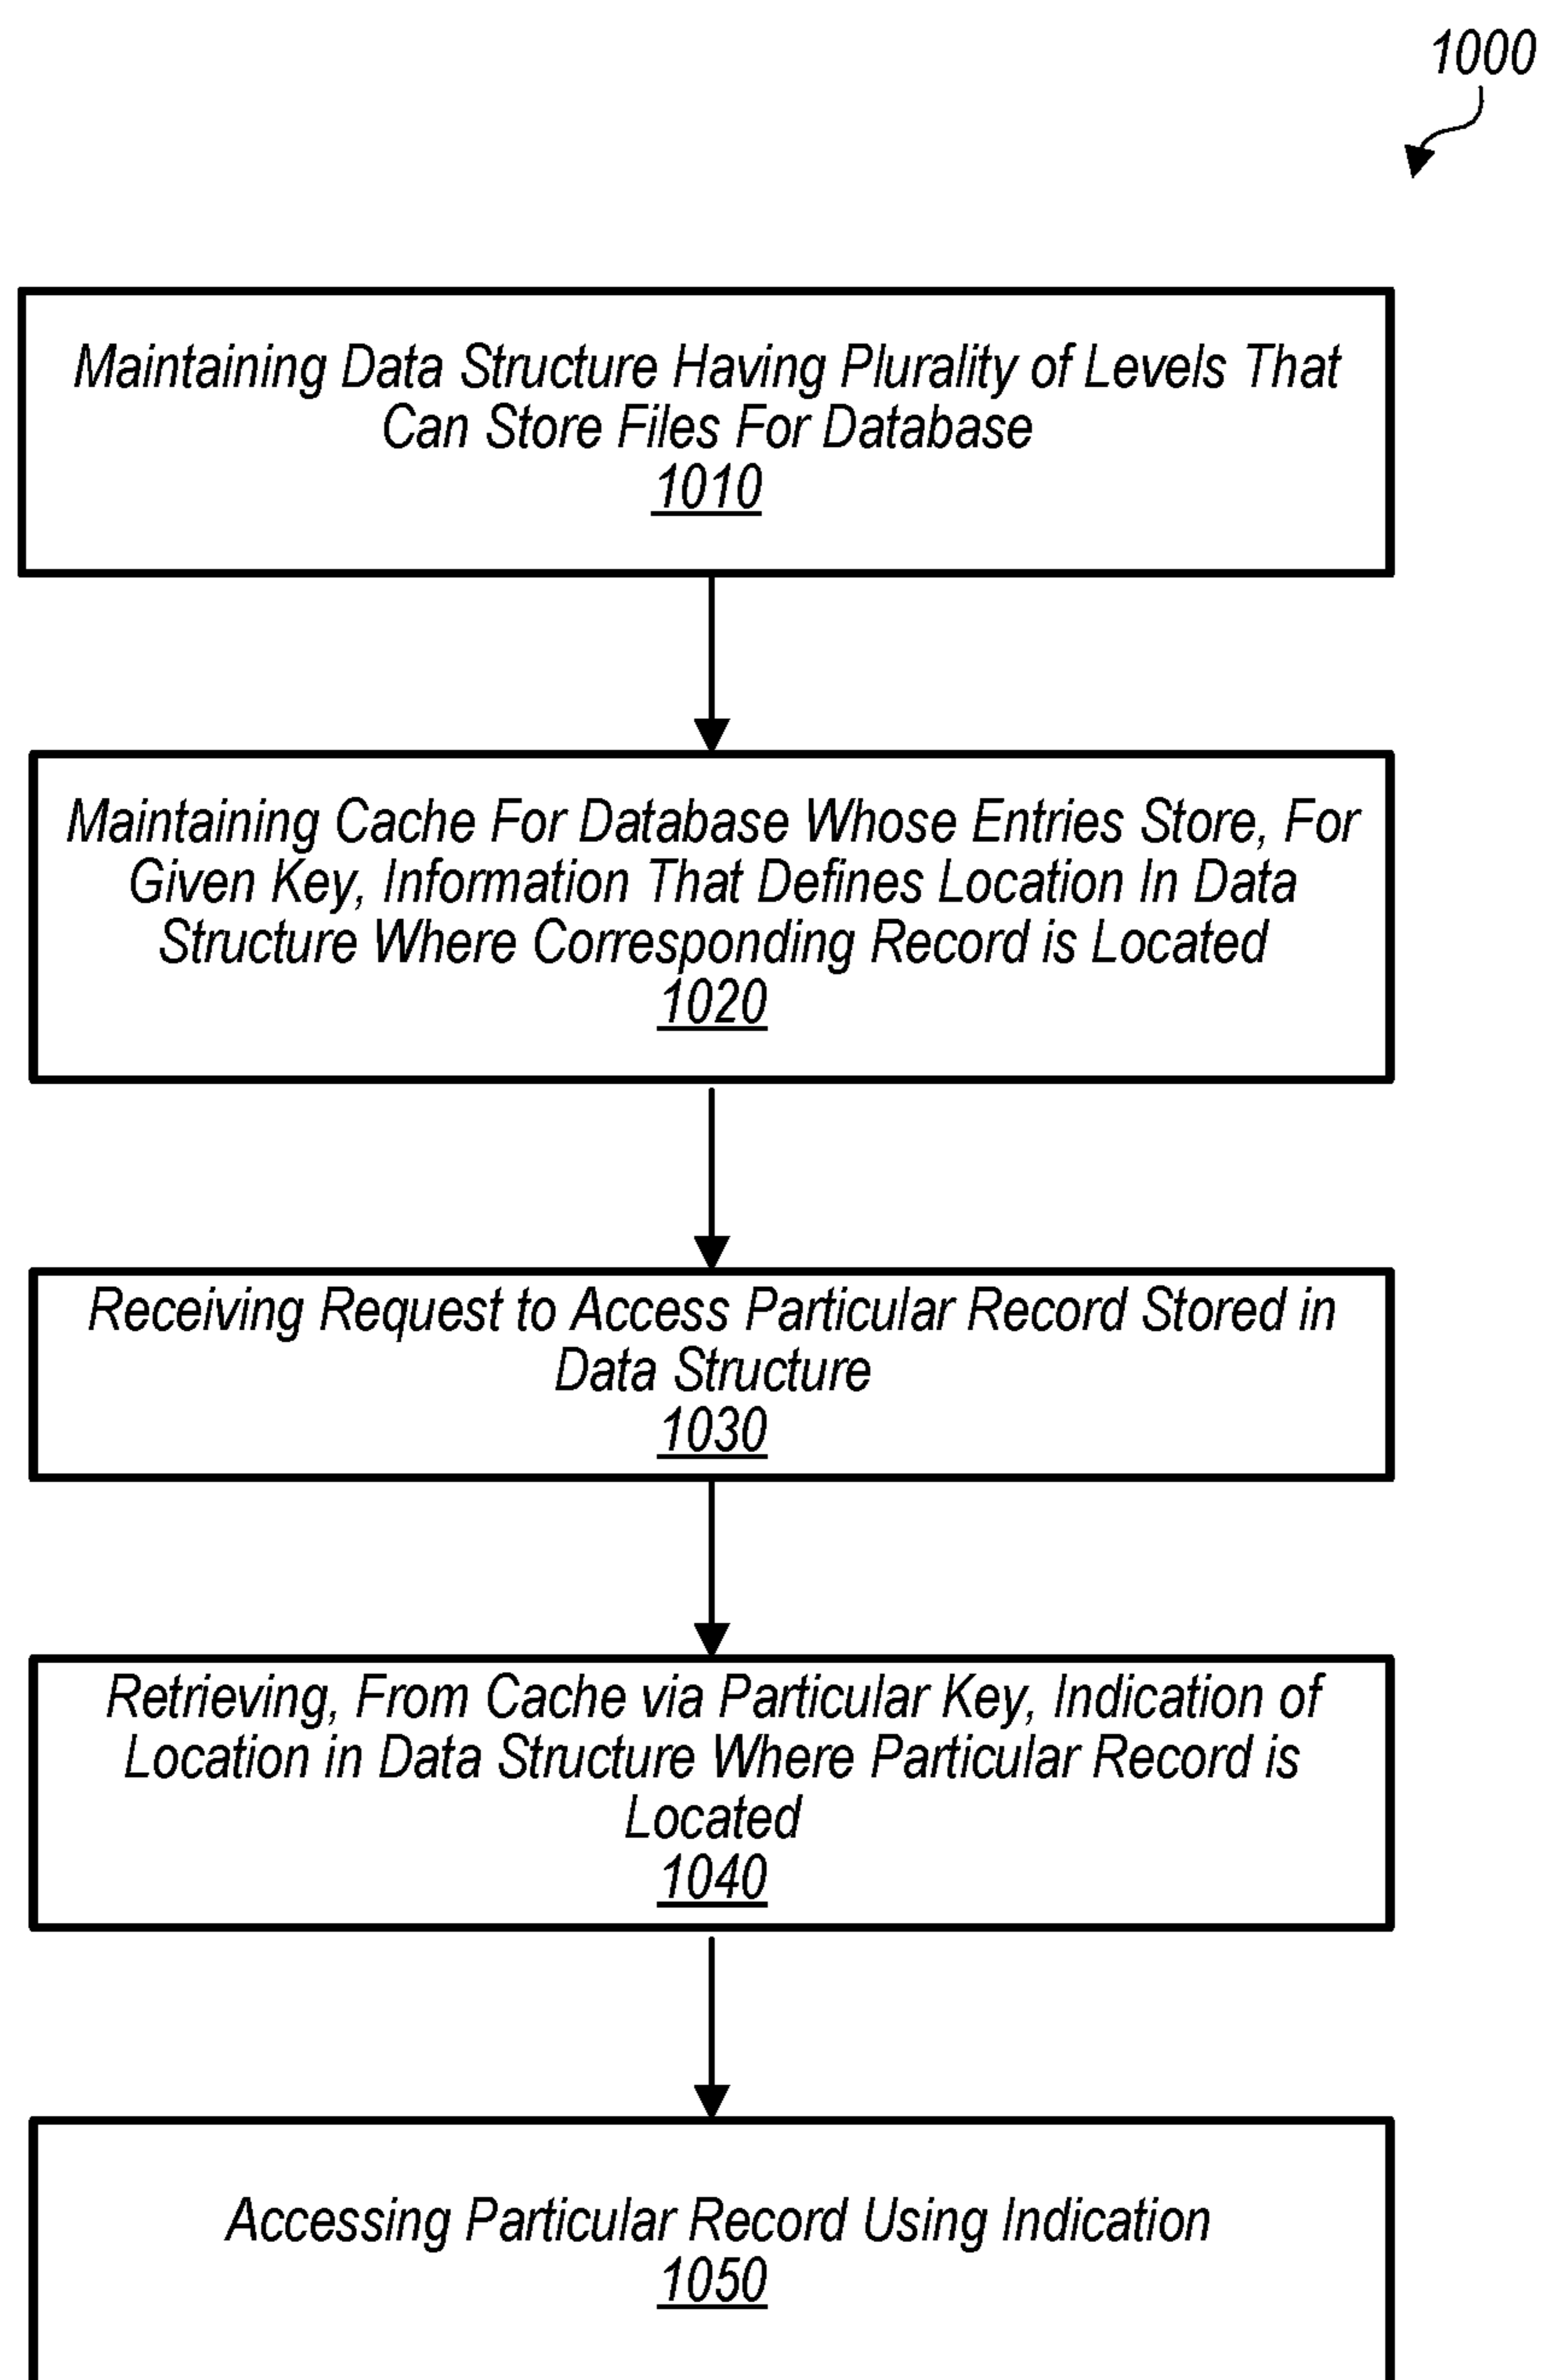 1000
Maintaining Data Structure Having Plurality of Levels That
Can Store Files For Database
1010
Maintaining Cache For Database Whose Entries Store, For
Given Key, Information That Defines Location In Data
Structure Where Corresponding Record is Located
1020
Receiving Request to Access Particular Record Stored in
Data Structure
1030
Retrieving, From Cache via Particular Key, Indication of
Location in Data Structure Where Particular Record is
Located
1040
Accessing Particular Record Using Indication
1050